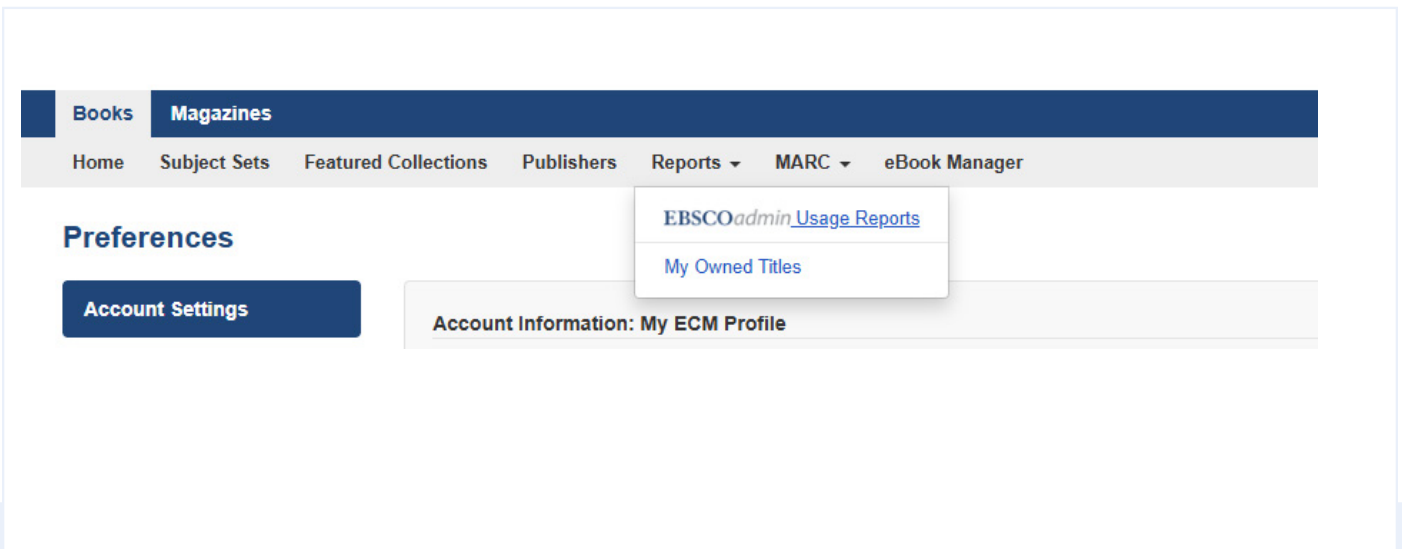 Books Magazines
Home Subject Sets Featured Collections Publishers Reports MARC eBook Manager
EBSCOadmin Usage Reports
Preferences
My Owned Titles
Account Settings
Account Information: My ECM Profile